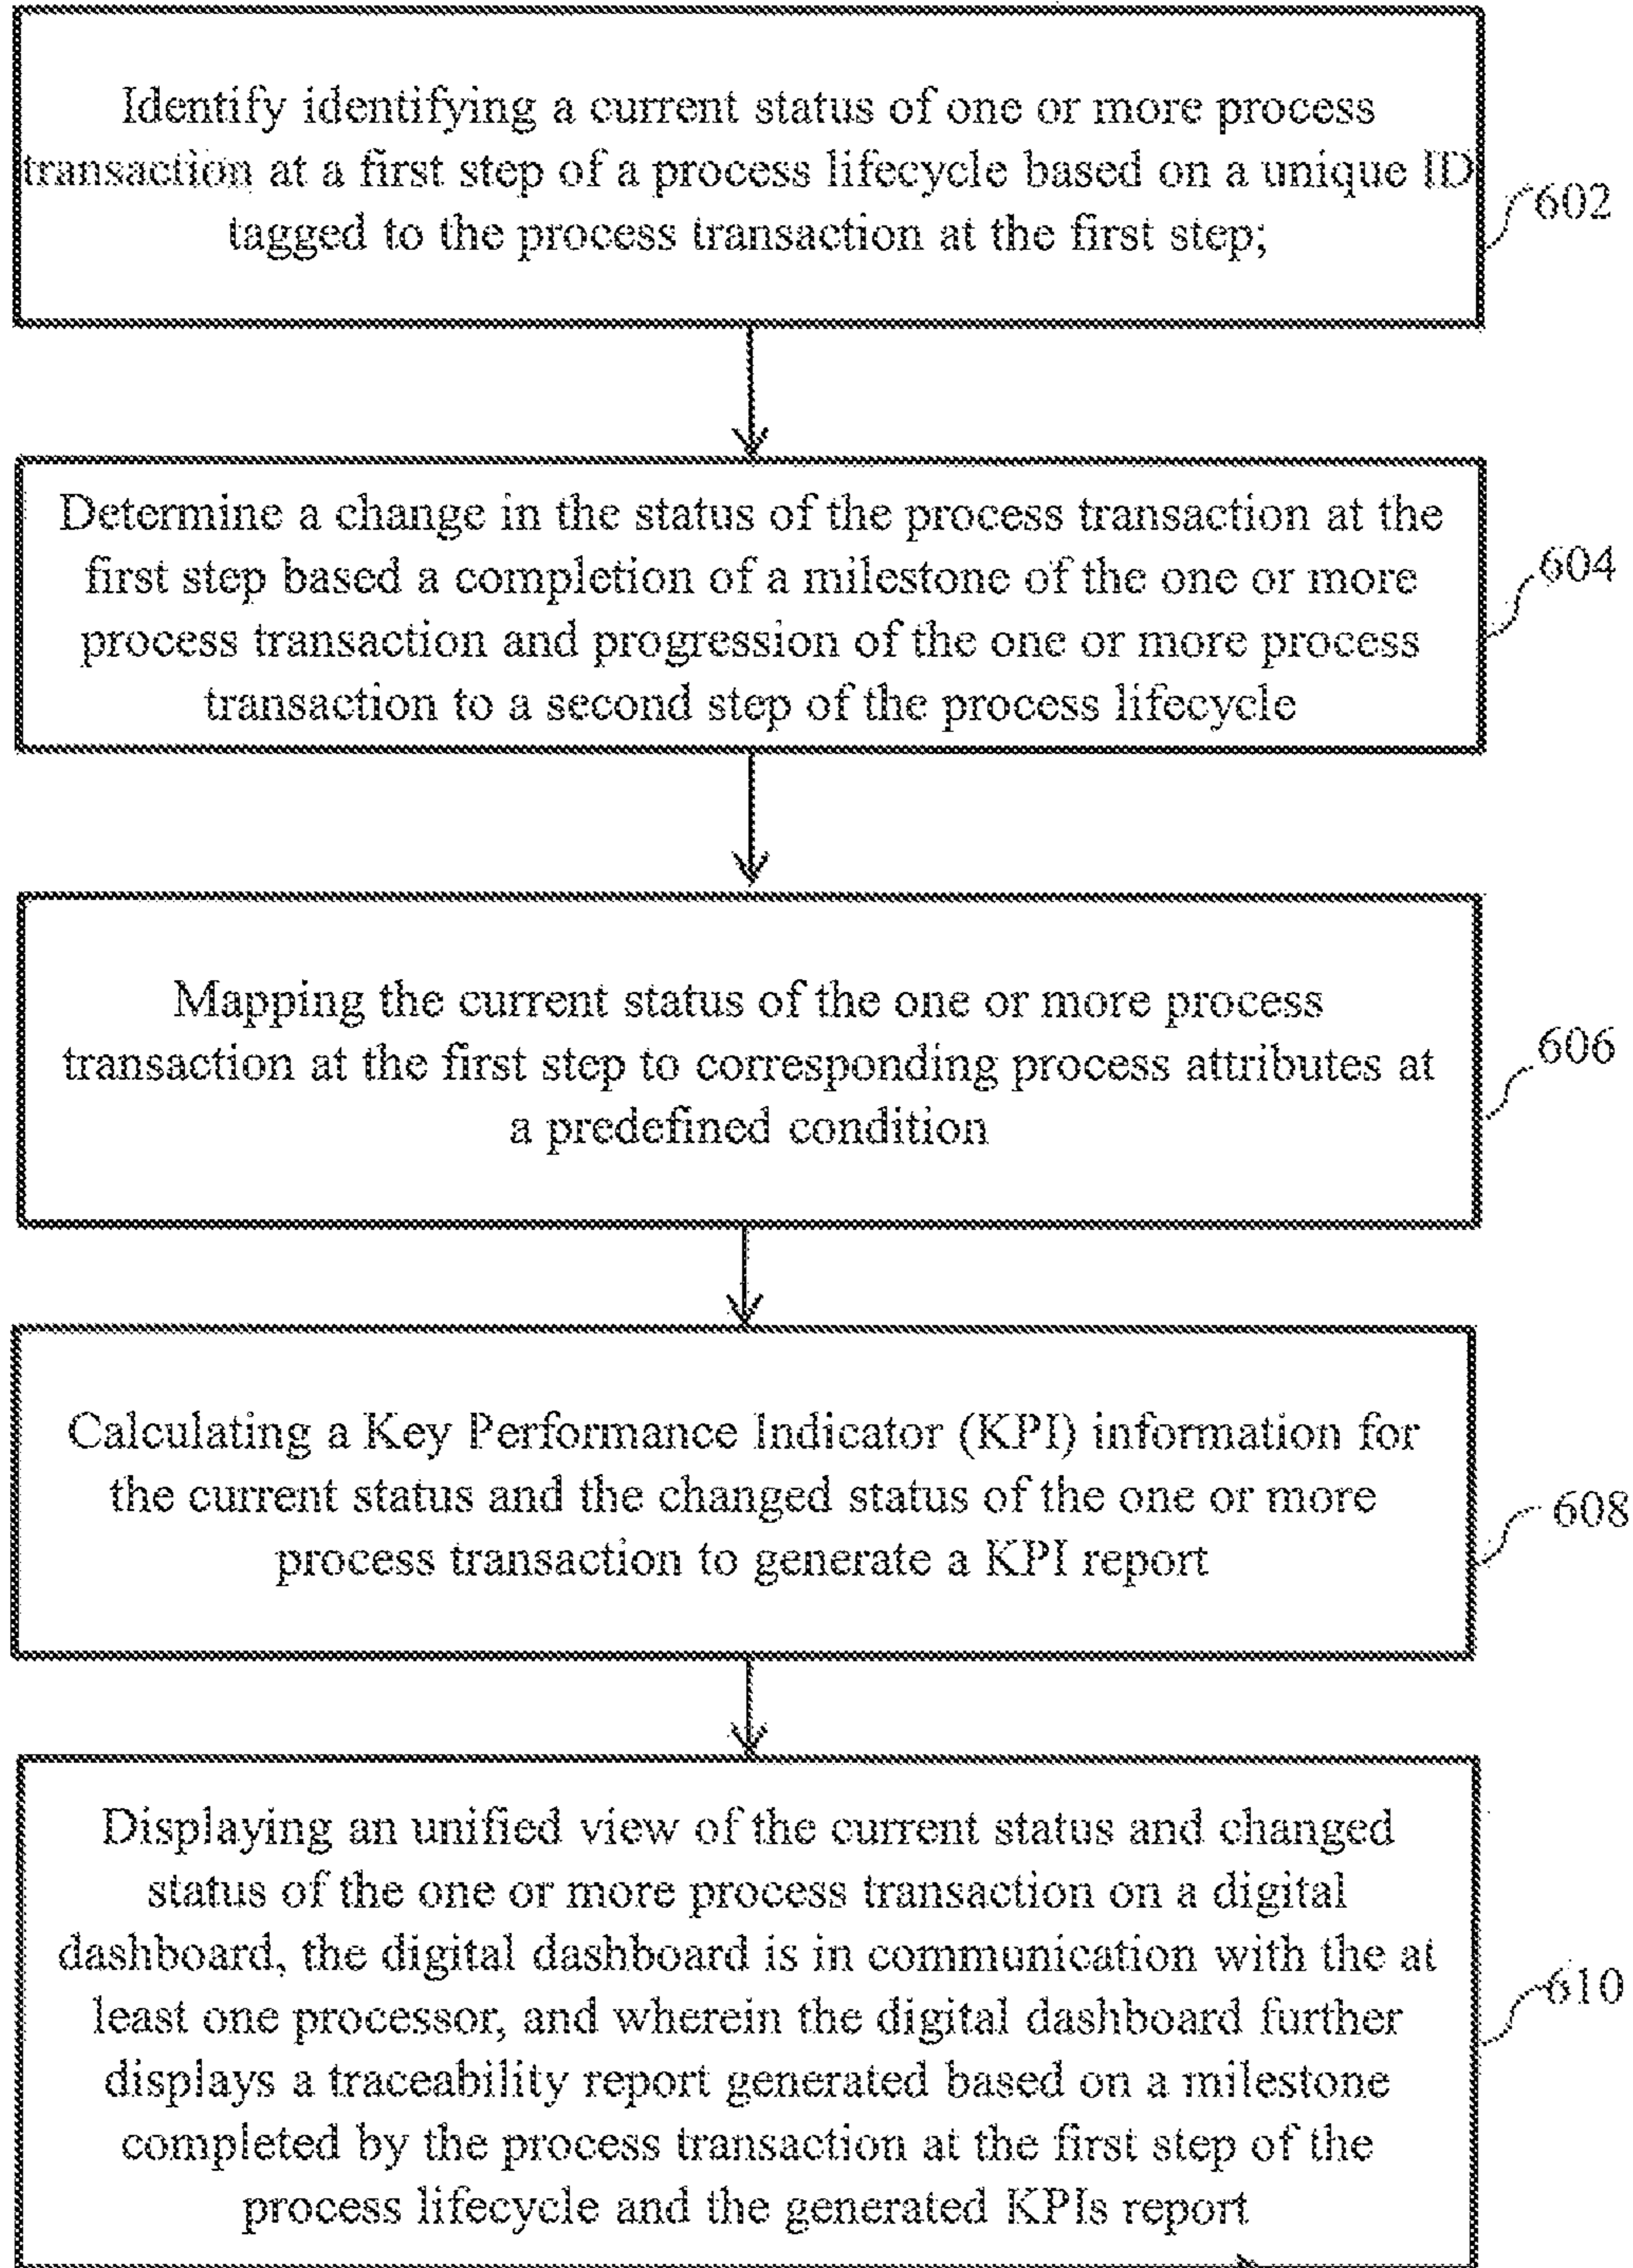 Identify identifying a current status of one or more process
transaction at a first step of a process lifecycle based on a unique ID
tagged to the process transaction at the first step;
602
Determine a change in the status of the process transaction at the
first step based a completion of a milestone of the one or more
process transaction and progression of the one or more process
transaction to a second step of the process lifecycle
604
Mapping the current status of the one or more process
transaction at the first step to corresponding process attributes at
a predefined condition
606
Calculating a Key Performance Indicator (KPI) information for
the current status and the changed status of the one or more
process transaction to generate a KPI report
608
Displaying an unified view of the current status and changed
status of the one or more process transaction on a digital
dashboard, the digital dashboard is in communication with the at
least one processor, and wherein the digital dashboard further
displays a traceability report generated based on a milestone
completed by the process transaction at the first step of the
process lifecycle and the generated KPIs report
610